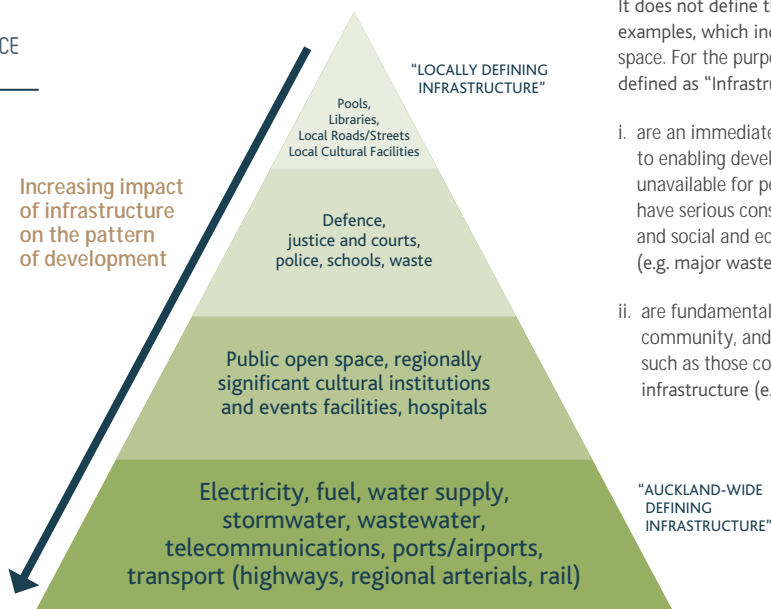 CE
"LOCALLY DEFINING
INFRASTRUCTURE"
Pools,
Libraries,
Local Roads/Streets
Local Cultural Facilities
Increasing impact
of infrastructure
on the pattern
of development
Defence,
justice and courts,
police, schools, waste
Public open space, regionally
significant cultural institutions
and events facilities, hospitals
Electricity, fuel, water supply,
stormwater, wastewater,
telecommunications, ports/airports,
transport (highways, regional arterials, rail)
"AUCKLAND-WIDE
DEFINING
INFRASTRUCTURE"
It does not define th
examples, which inc
space. For the purp
defined as "Infrastru
i. are an immediate
to enabling devel
unavailable for pe
have serious cons
and social and ec
(e.g. major waste
ii. are fundamental
community, and
such as those co
infrastructure (e.